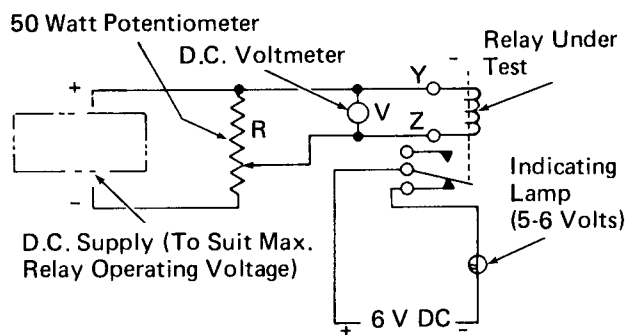 50 Watt Potentiometer
D.C. Voltmeter
Relay Under
Test
+
R
V
Y
Z
-
-
Indicating
Lamp
(5-6 Volts)
D.C. Supply (To Suit Max.
Relay Operating Voltage)
+ 6 V DC -